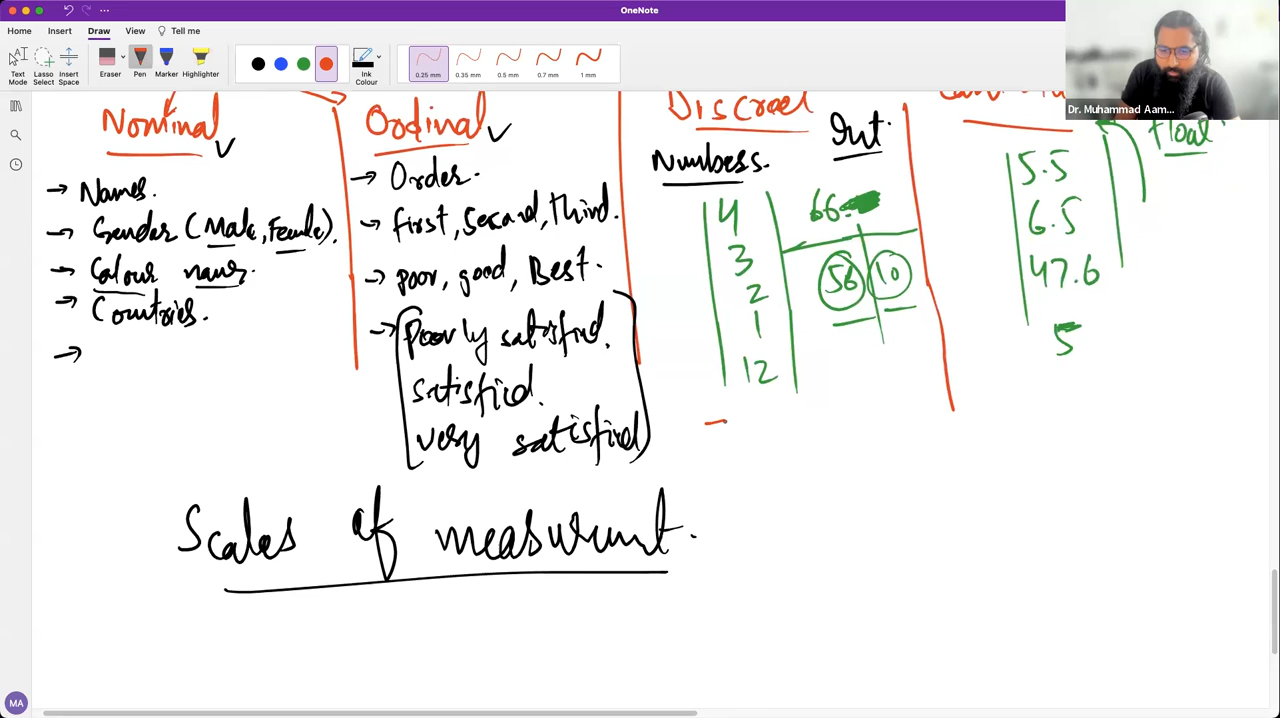 OneNote
Home Insert Draw View Tell me
Text Mode
Lasso Select
Insert Space
Eraser
Pen
Marker
Highlighter
Ink Colour
0.25 mm
0.35 mm
0.5 mm
0.7 mm
1 mm
Dr. Muhammad Aam...
Nominal
→ Names.
→ Gender (Male, Female).
→ Colour name.
→ Countries.
→
Ordinal
→ Order.
→ first, Second, third.
→ poor, good, Best.
→ Poorly satisfied.
satisfied.
very satisfied
Discreet
Int
Numbers.
4
3
2
1
12
66.
56 10
float
5.5
6.5
47.6
5
Scales of measurmt.
MA